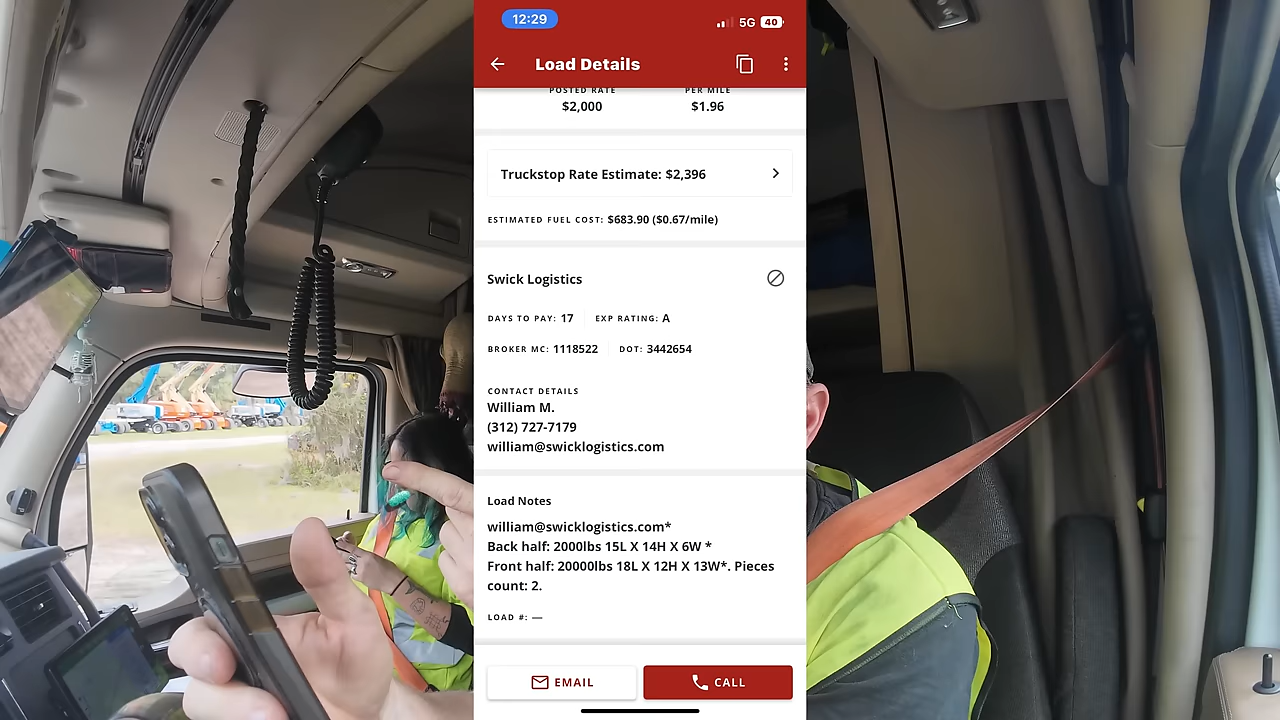 12:29
5G 40
Load Details
POSTED RATE PER MILE
$2,000 $1.96
Truckstop Rate Estimate: $2,396
ESTIMATED FUEL COST: $683.90 ($0.67/mile)
Swick Logistics
DAYS TO PAY: 17 EXP RATING: A
BROKER MC: 1118522 DOT: 3442654
CONTACT DETAILS
William M.
(312) 727-7179
william@swicklogistics.com
Load Notes
william@swicklogistics.com*
Back half: 2000lbs 15L X 14H X 6W *
Front half: 20000lbs 18L X 12H X 13W*. Pieces
count: 2.
LOAD #: —
EMAIL CALL